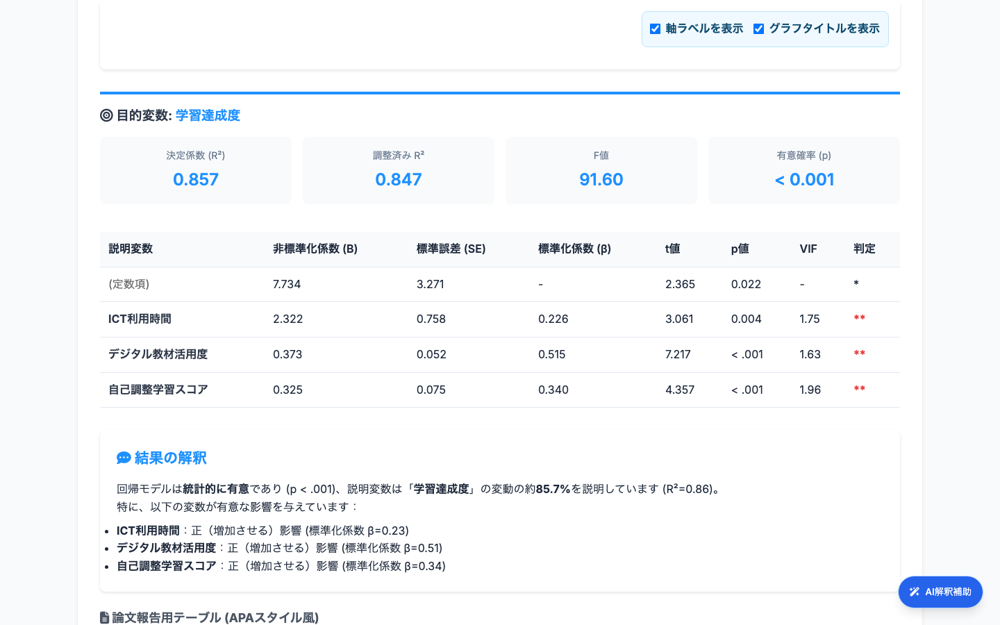 軸ラベルを表示 グラフタイトルを表示
目的変数: 学習達成度
決定係数 (R²) 調整済み R² F値 有意確率 (p)
0.857 0.847 91.60 < 0.001
説明変数 非標準化係数 (B) 標準誤差 (SE) 標準化係数 (β) t値 p値 VIF 判定
(定数項) 7.734 3.271 - 2.365 0.022 - *
ICT利用時間 2.322 0.758 0.226 3.061 0.004 1.75 **
デジタル教材活用度 0.373 0.052 0.515 7.217 < .001 1.63 **
自己調整学習スコア 0.325 0.075 0.340 4.357 < .001 1.96 **
結果の解釈
回帰モデルは統計的に有意であり (p < .001)、説明変数は「学習達成度」の変動の約85.7%を説明しています (R²=0.86)。
特に、以下の変数が有意な影響を与えています：
ICT利用時間：正（増加させる）影響 (標準化係数 β=0.23)
デジタル教材活用度：正（増加させる）影響 (標準化係数 β=0.51)
自己調整学習スコア：正（増加させる）影響 (標準化係数 β=0.34)
AI解釈補助
論文報告用テーブル (APAスタイル風)